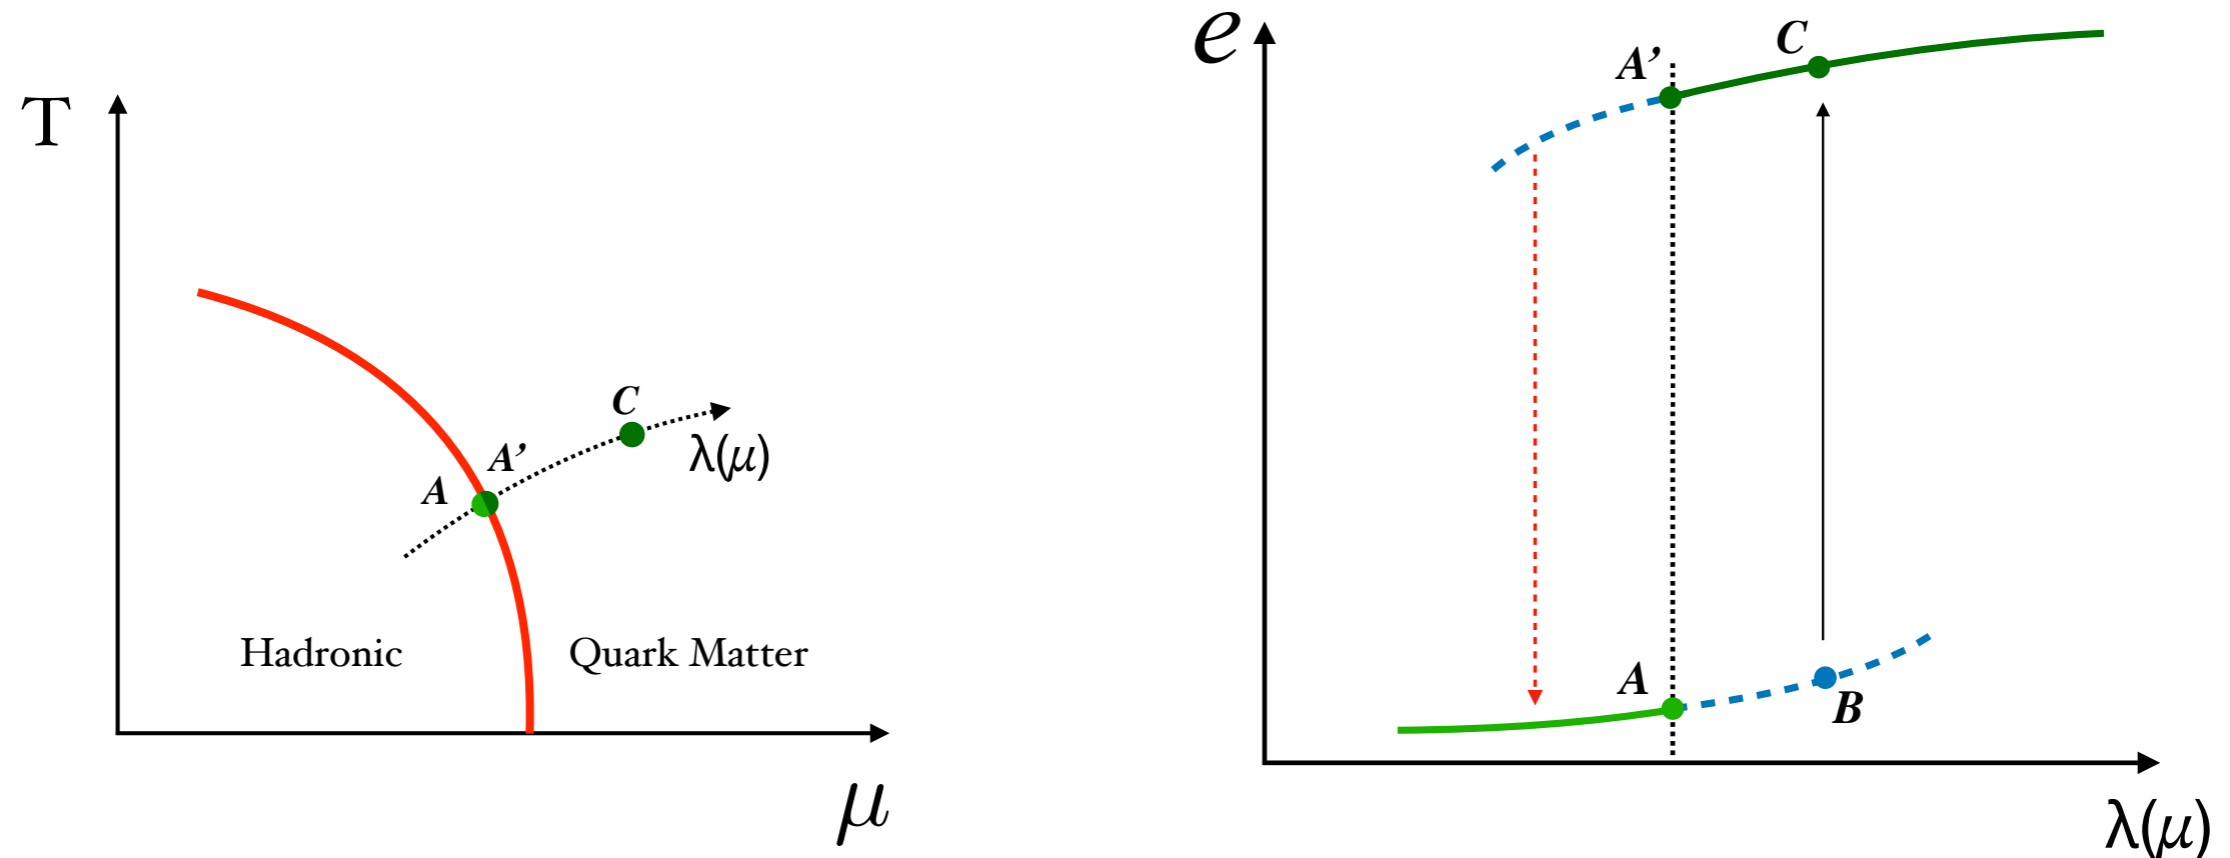 T
C
A'
A
λ(μ)
Hadronic
Quark Matter
μ
e
A'
C
A
B
λ(μ)